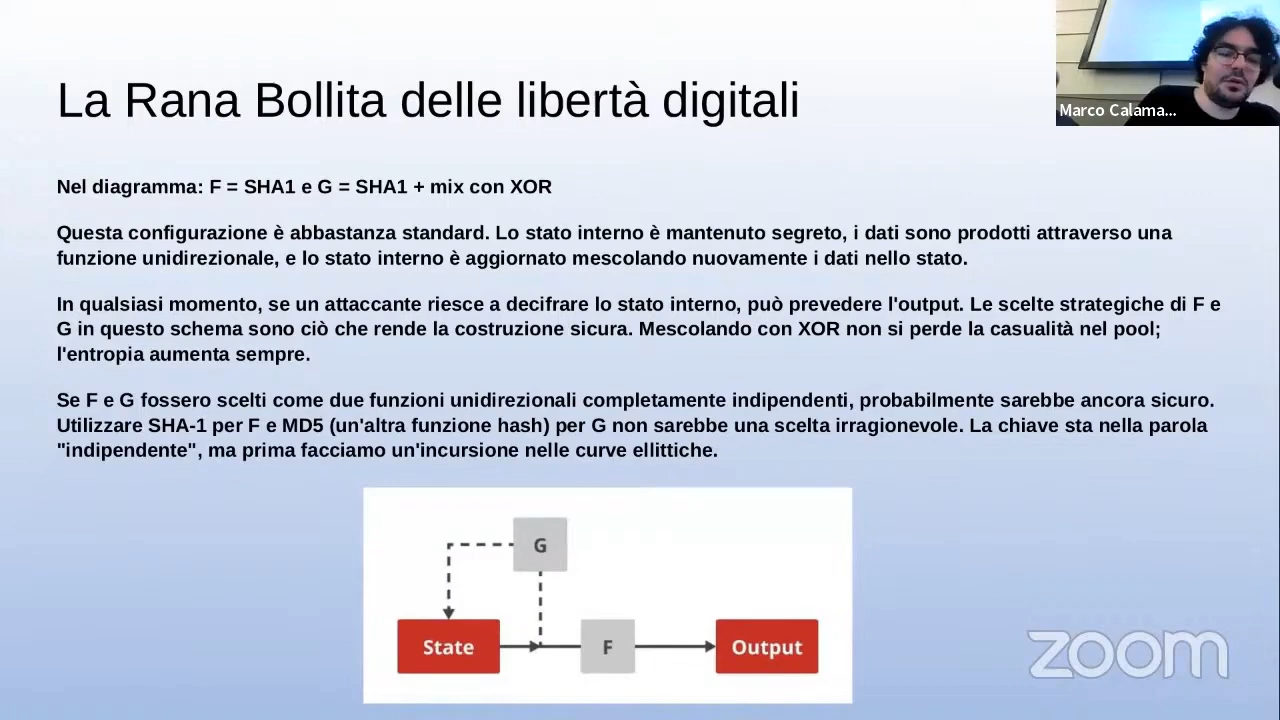 La Rana Bollita delle libertà digitali
Marco Calama...
Nel diagramma: F = SHA1 e G = SHA1 + mix con XOR
Questa configurazione è abbastanza standard. Lo stato interno è mantenuto segreto, i dati sono prodotti attraverso una
funzione unidirezionale, e lo stato interno è aggiornato mescolando nuovamente i dati nello stato.
In qualsiasi momento, se un attaccante riesce a decifrare lo stato interno, può prevedere l'output. Le scelte strategiche di F e
G in questo schema sono ciò che rende la costruzione sicura. Mescolando con XOR non si perde la casualità nel pool;
l'entropia aumenta sempre.
Se F e G fossero scelti come due funzioni unidirezionali completamente indipendenti, probabilmente sarebbe ancora sicuro.
Utilizzare SHA-1 per F e MD5 (un'altra funzione hash) per G non sarebbe una scelta irragionevole. La chiave sta nella parola
"indipendente", ma prima facciamo un'incursione nelle curve ellittiche.
G
State
F
Output
zoom